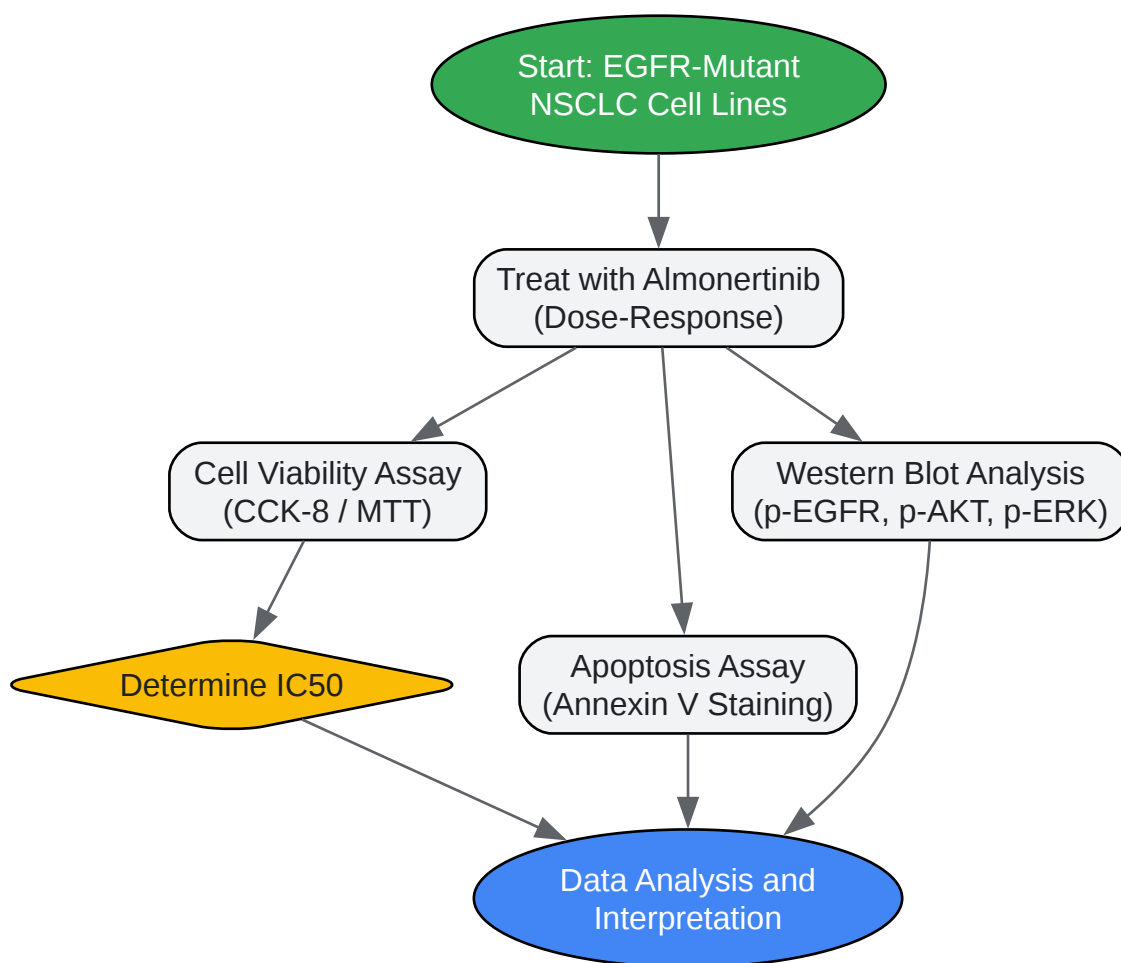 Start: EGFR-Mutant
NSCLC Cell Lines
Treat with Almonertinib
(Dose-Response)
Cell Viability Assay
(CCK-8 / MTT)
Western Blot Analysis
(p-EGFR, p-AKT, p-ERK)
Determine IC50
Apoptosis Assay
(Annexin V Staining)
Data Analysis and
Interpretation